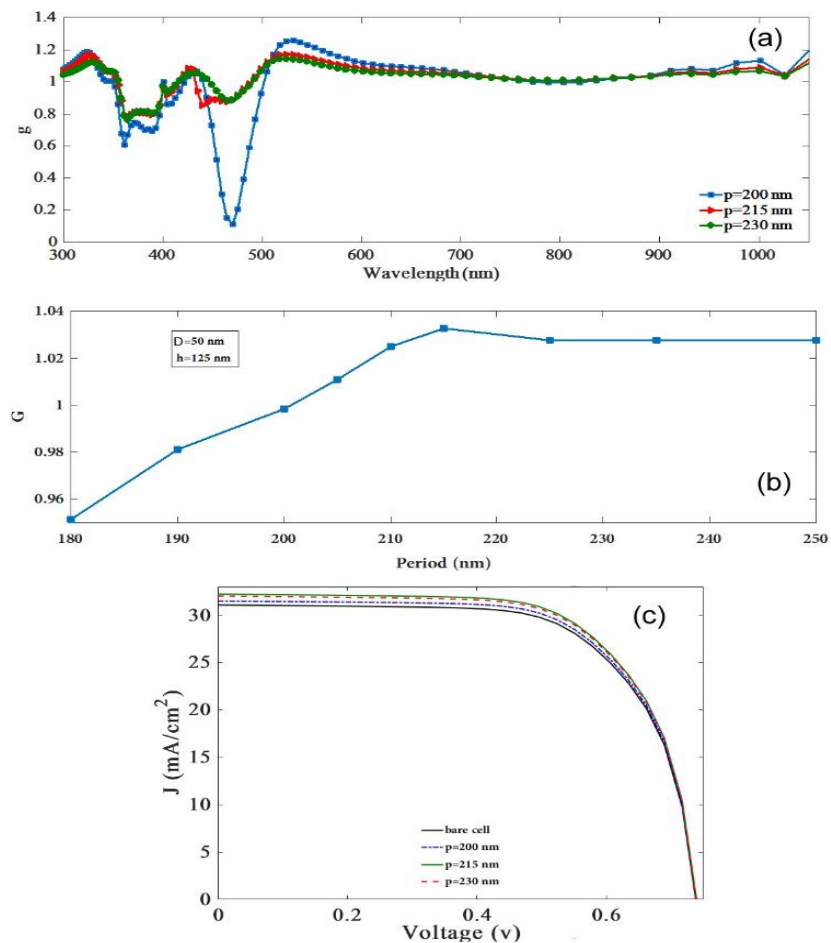 1.4
1.2
1
0.8
0.6
0.4
0.2
0
g
(a)
p=200 nm
p=215 nm
p=230 nm
300 400 500 600 700 800 900 1000
Wavelength (nm)
1.04
1.02
1
0.98
0.96
G
D=50 nm
h=125 nm
(b)
180 190 200 210 220 230 240 250
Period (nm)
30
25
20
15
10
5
0
J (mA/cm²)
(c)
bare cell
p=200 nm
p=215 nm
p=230 nm
0 0.2 0.4 0.6
Voltage (v)